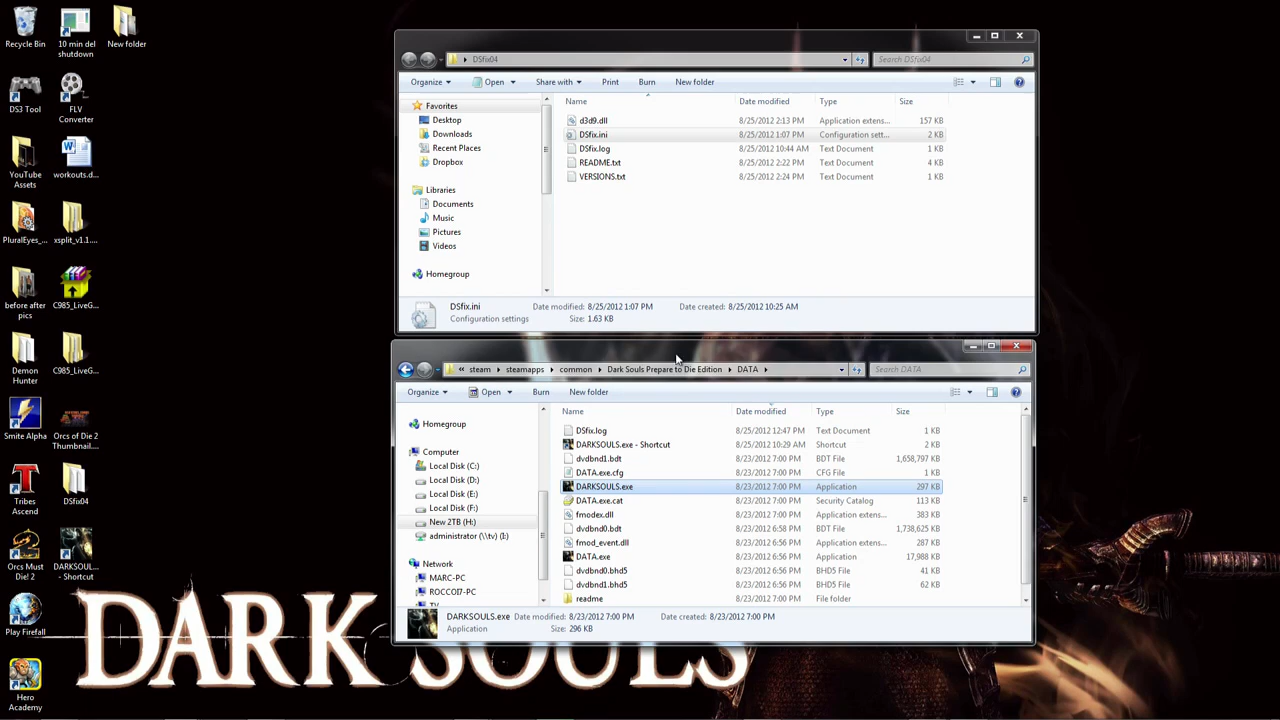 Recycle Bin
10 min del shutdown
New folder
DS3 Tool
FLV Converter
YouTube Assets
workouts.d...
PluralEyes_...
xsplit_v1.1....
before after pics
C985_LiveG...
Demon Hunter
C985_LiveG...
Smite Alpha
Orcs of Die 2 Thumbnail....
Tribes Ascend
DSfix04
Orcs Must Die! 2
DARKSOUL... - Shortcut
Play Firefall
Hero Academy
DSfix04
Search DSfix04
Organize
Open
Share with
Print
Burn
New folder
Favorites
Desktop
Downloads
Recent Places
Dropbox
Libraries
Documents
Music
Pictures
Videos
Homegroup
Name Date modified Type Size
d3d9.dll 8/25/2012 2:13 PM Application extens... 157 KB
DSfix.ini 8/25/2012 1:07 PM Configuration sett... 2 KB
DSfix.log 8/25/2012 10:44 AM Text Document 1 KB
README.txt 8/25/2012 2:22 PM Text Document 4 KB
VERSIONS.txt 8/25/2012 2:24 PM Text Document 1 KB
DSfix.ini Date modified: 8/25/2012 1:07 PM Date created: 8/25/2012 10:25 AM
Configuration settings Size: 1.63 KB
« steam steamapps common Dark Souls Prepare to Die Edition DATA
Search DATA
Organize
Open
Burn
New folder
Homegroup
Computer
Local Disk (C:)
Local Disk (D:)
Local Disk (E:)
Local Disk (F:)
New 2TB (H:)
administrator (\\tv) (I:)
Network
MARC-PC
ROCCOI7-PC
TV
Name Date modified Type Size
DSfix.log 8/25/2012 12:47 PM Text Document 1 KB
DARKSOULS.exe - Shortcut 8/25/2012 10:29 AM Shortcut 2 KB
dvdbnd1.bdt 8/23/2012 7:00 PM BDT File 1,658,797 KB
DATA.exe.cfg 8/23/2012 7:00 PM CFG File 1 KB
DARKSOULS.exe 8/23/2012 7:00 PM Application 297 KB
DATA.exe.cat 8/23/2012 7:00 PM Security Catalog 113 KB
fmodex.dll 8/23/2012 7:00 PM Application extens... 383 KB
dvdbnd0.bdt 8/23/2012 6:58 PM BDT File 1,738,625 KB
fmod_event.dll 8/23/2012 6:56 PM Application extens... 287 KB
DATA.exe 8/23/2012 6:56 PM Application 17,988 KB
dvdbnd0.bhd5 8/23/2012 6:56 PM BHD5 File 41 KB
dvdbnd1.bhd5 8/23/2012 6:56 PM BHD5 File 62 KB
readme 8/23/2012 7:00 PM File folder
DARKSOULS.exe Date modified: 8/23/2012 7:00 PM Date created: 8/23/2012 7:00 PM
Application Size: 296 KB
DARK SOULS